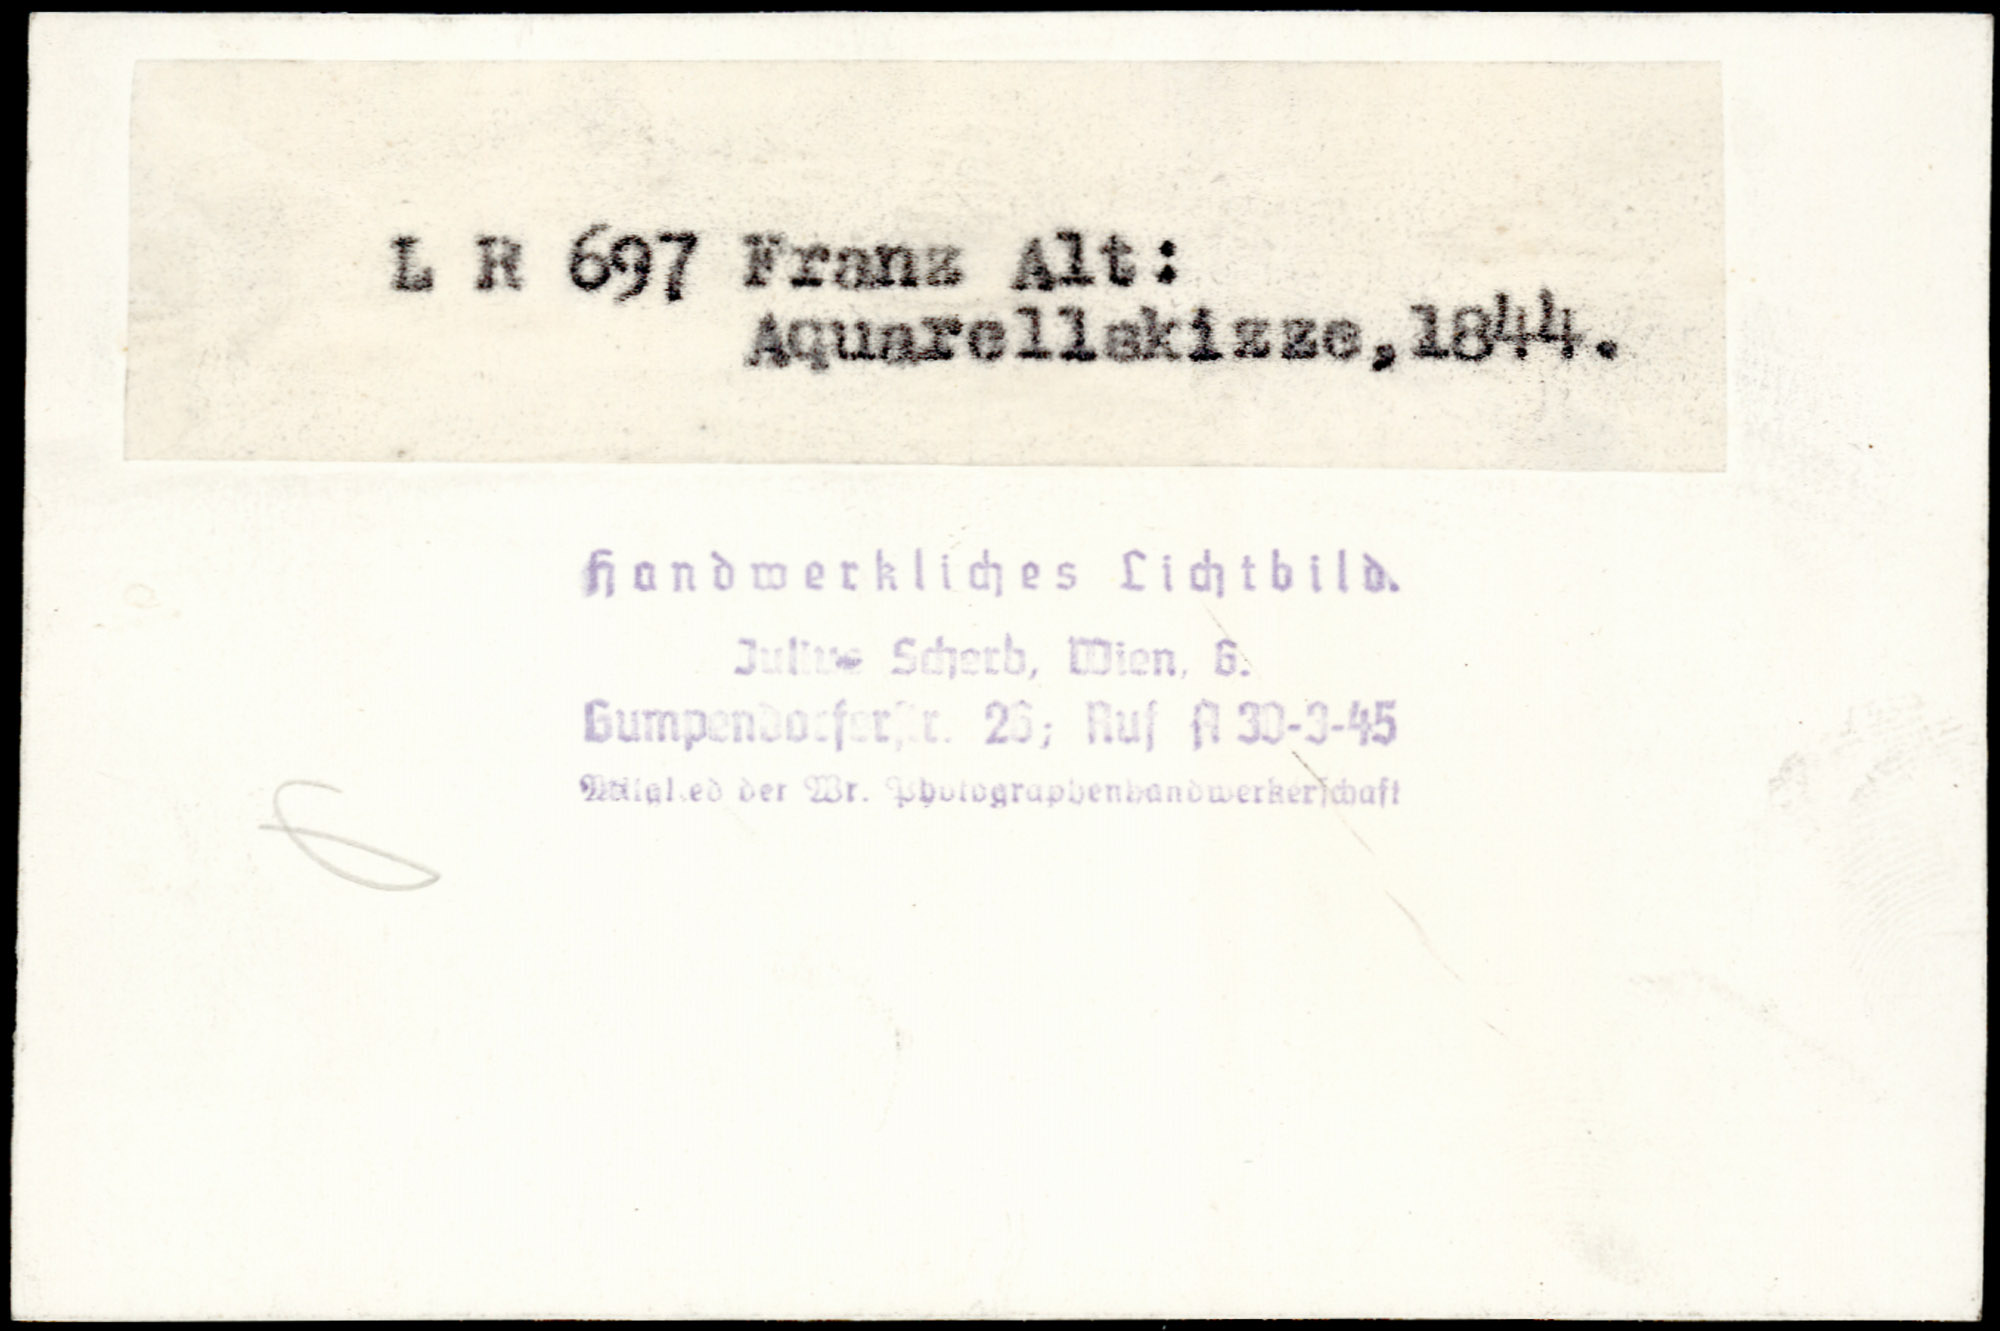 L R 697 Franz Alt:
Aquarellskizze,1844.
Handwerkliches Lichtbild.
Julius Scherb, Wien, 6.
Gumpendorferstr. 26; Ruf A 30-3-45
Mitglied der Wr. Photographenhandwerkerschaft